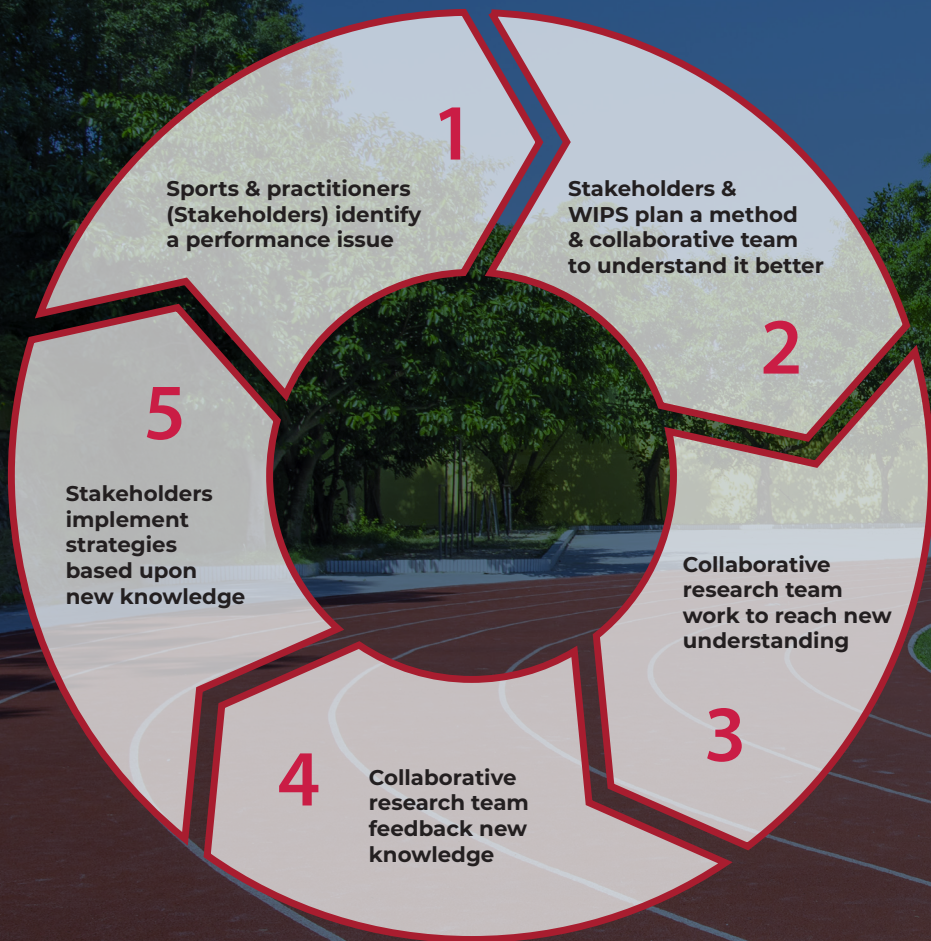 1
Sports & practitioners
(Stakeholders) identify
a performance issue
Stakeholders &
WIPS plan a method
& collaborative team
to understand it better
2
Collaborative
research team
work to reach new
understanding
3
4
Collaborative
research team
feedback new
knowledge
5
Stakeholders
implement
strategies
based upon
new knowledge